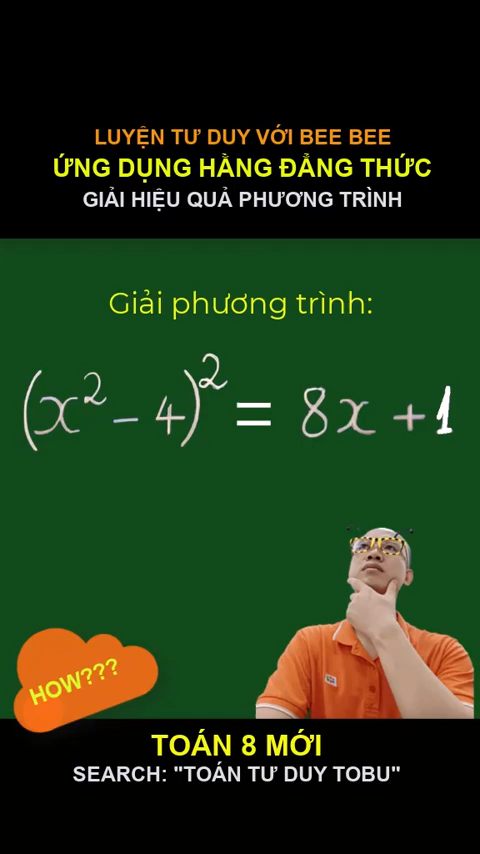 LUYỆN TƯ DUY VỚI BEE BEE
ỨNG DỤNG HẰNG ĐẲNG THỨC
GIẢI HIỆU QUẢ PHƯƠNG TRÌNH
Giải phương trình:
(x² - 4)² = 8x + 1
HOW???
TOÁN 8 MỚI
SEARCH: "TOÁN TƯ DUY TOBU"